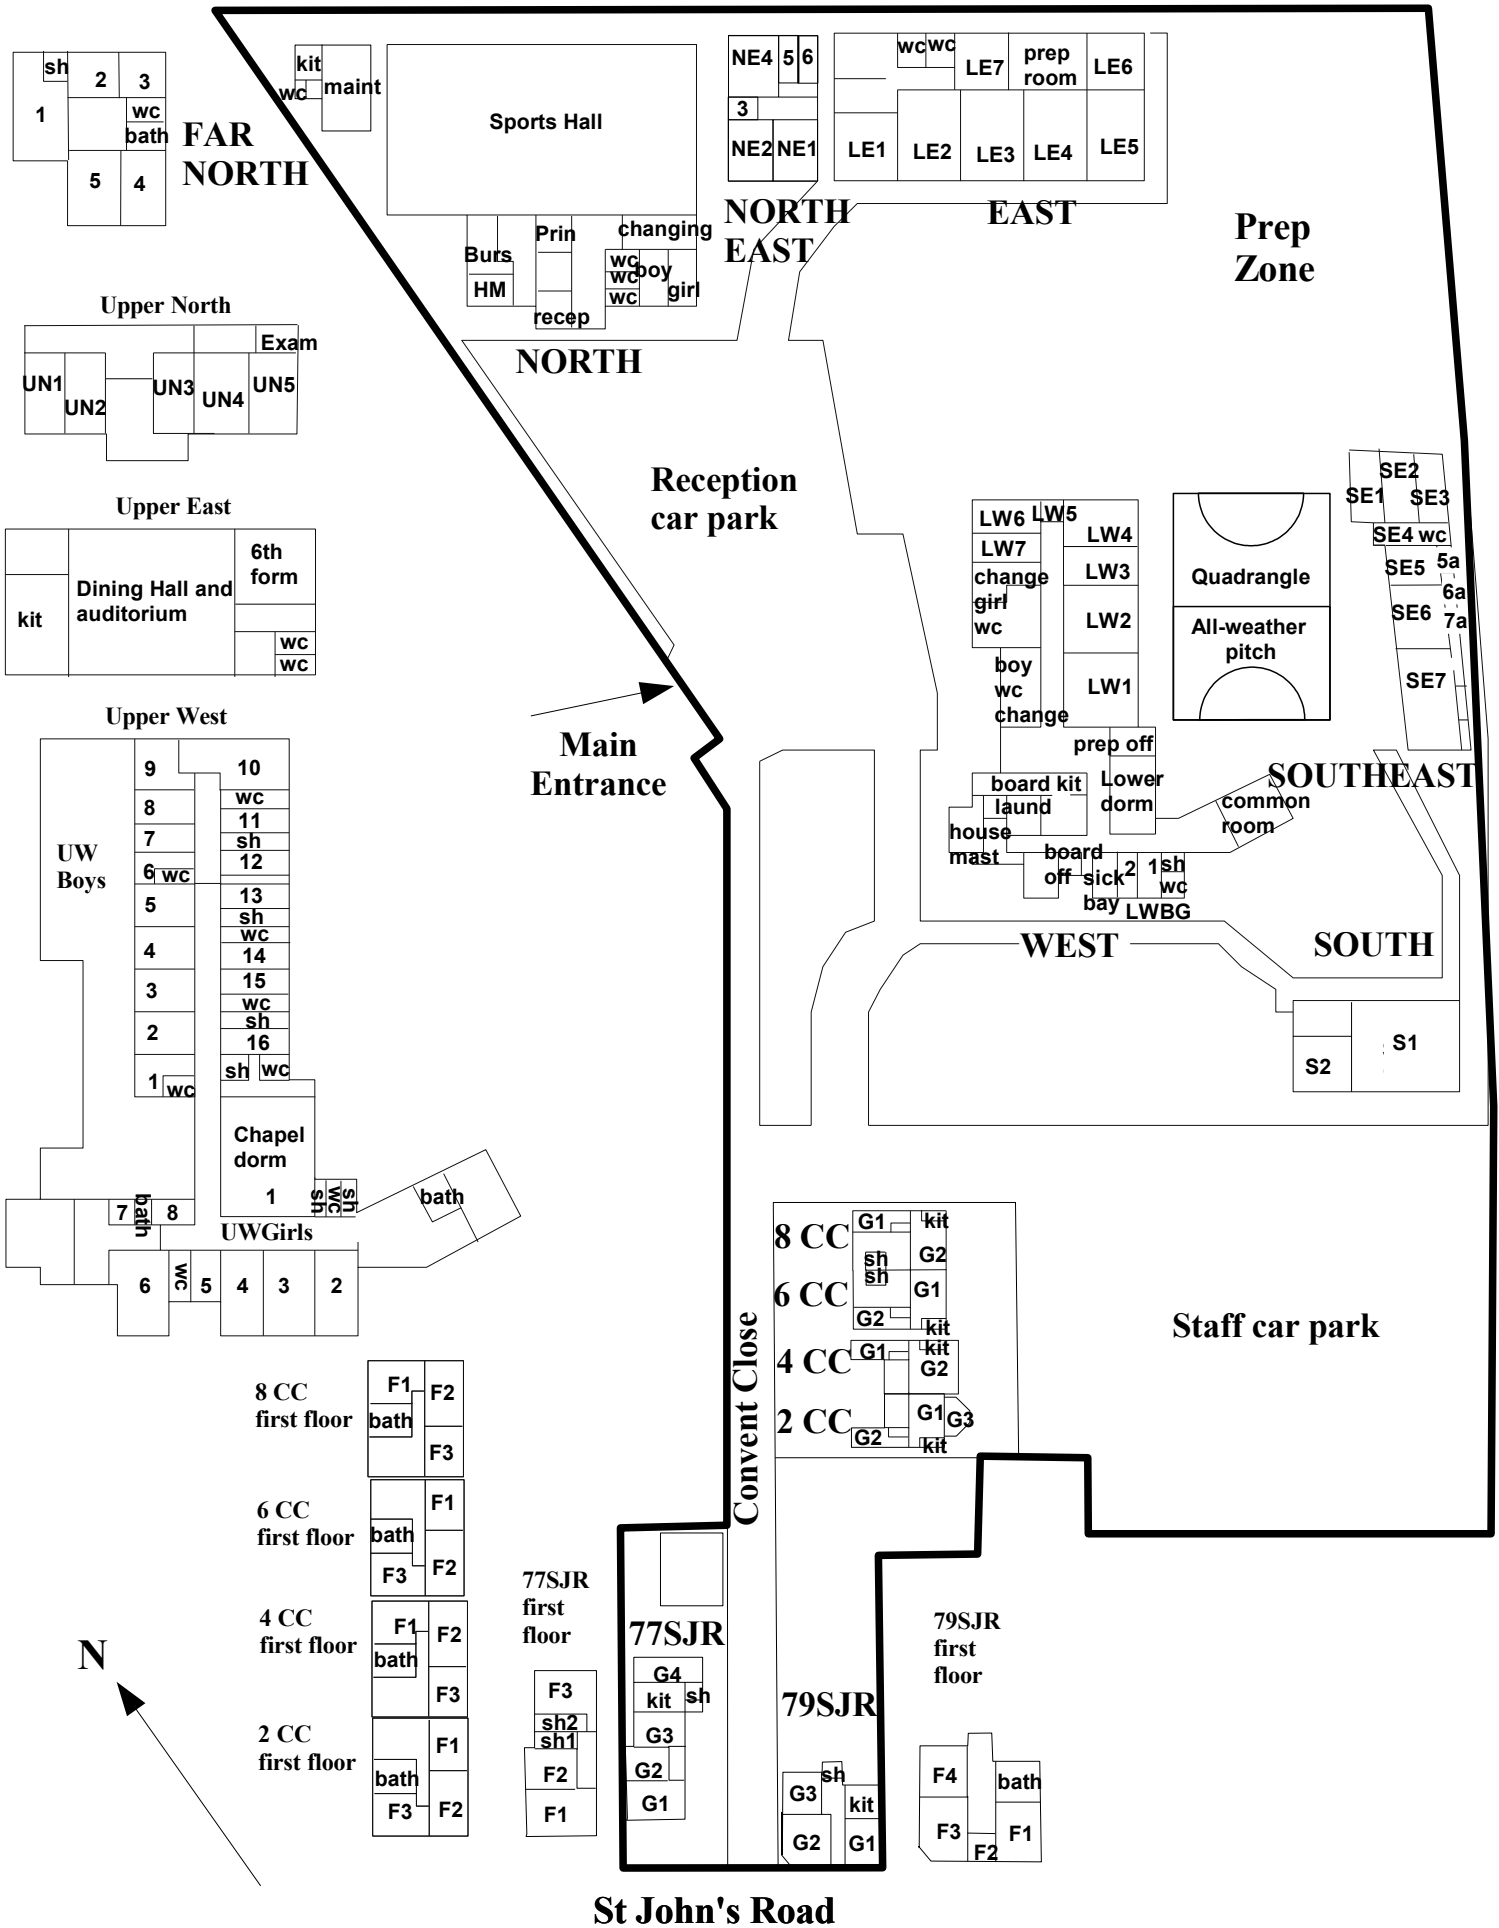 sh
2
3
1
wc
bath
5
4
FAR
NORTH
kit
wc
maint
Sports Hall
Burs
HM
Prin
recep
changing
wc
wc
wc
boy
girl
NORTH
NE4
5
6
3
NE2
NE1
NORTH
EAST
wc
wc
LE7
prep
room
LE6
LE1
LE2
LE3
LE4
LE5
EAST
Prep
Zone
Upper North
Exam
UN1
UN2
UN3
UN4
UN5
Upper East
kit
Dining Hall and
auditorium
6th
form
wc
wc
Reception
car park
Main
Entrance
LW6
LW5
LW4
LW7
LW3
change
girl
wc
LW2
boy
wc
change
LW1
prep off
Lower
dorm
board kit
laund
house
mast
board
off
sick
bay
2
1
sh
wc
LWBG
common
room
WEST
Quadrangle
All-weather
pitch
SE1
SE2
SE3
SE4
wc
SE5
5a
6a
SE6
7a
SE7
SOUTHEAST
SOUTH
S2
S1
Upper West
UW
Boys
9
10
wc
8
11
7
sh
12
6
wc
13
5
sh
wc
4
14
15
3
wc
sh
2
16
sh
wc
1
wc
Chapel
dorm
1
sh
wc
sh
bath
7
bath
8
UWGirls
6
wc
5
4
3
2
8 CC
G1
kit
sh
G2
6 CC
sh
G1
G2
kit
4 CC
G1
kit
G2
2 CC
G1
G3
G2
kit
Convent Close
Staff car park
8 CC
first floor
F1
F2
bath
F3
6 CC
first floor
F1
bath
F3
F2
4 CC
first floor
F1
F2
bath
F3
2 CC
first floor
F1
bath
F3
F2
77SJR
first
floor
F3
sh2
sh1
F2
F1
77SJR
G4
kit
sh
G3
G2
G1
79SJR
sh
G3
kit
G2
G1
79SJR
first
floor
F4
bath
F3
F2
F1
N
St John's Road